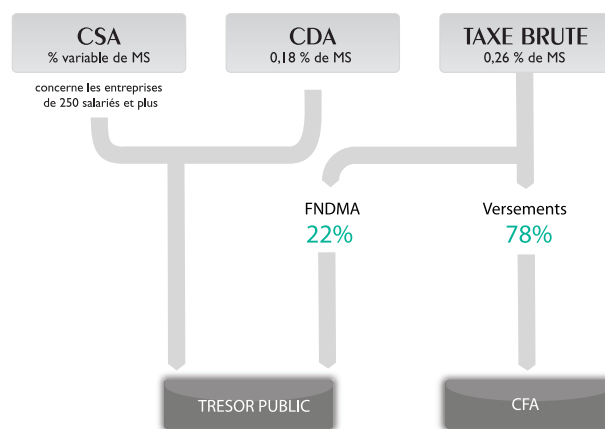 CSA
% variable de MS
CDA
0,18 % de MS
TAXE BRUTE
0,26 % de MS
concerne les entreprises
de 250 salariés et plus
FNDMA
22%
Versements
78%
TRESOR PUBLIC
CFA